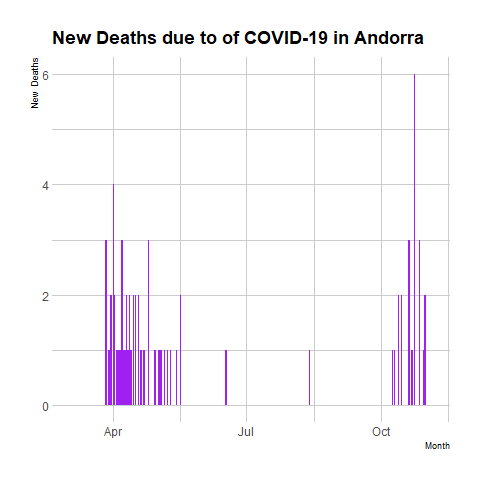 New Deaths due to of COVID-19 in Andorra
New Deaths
6
4
2
0
Apr
Jul
Oct
Month